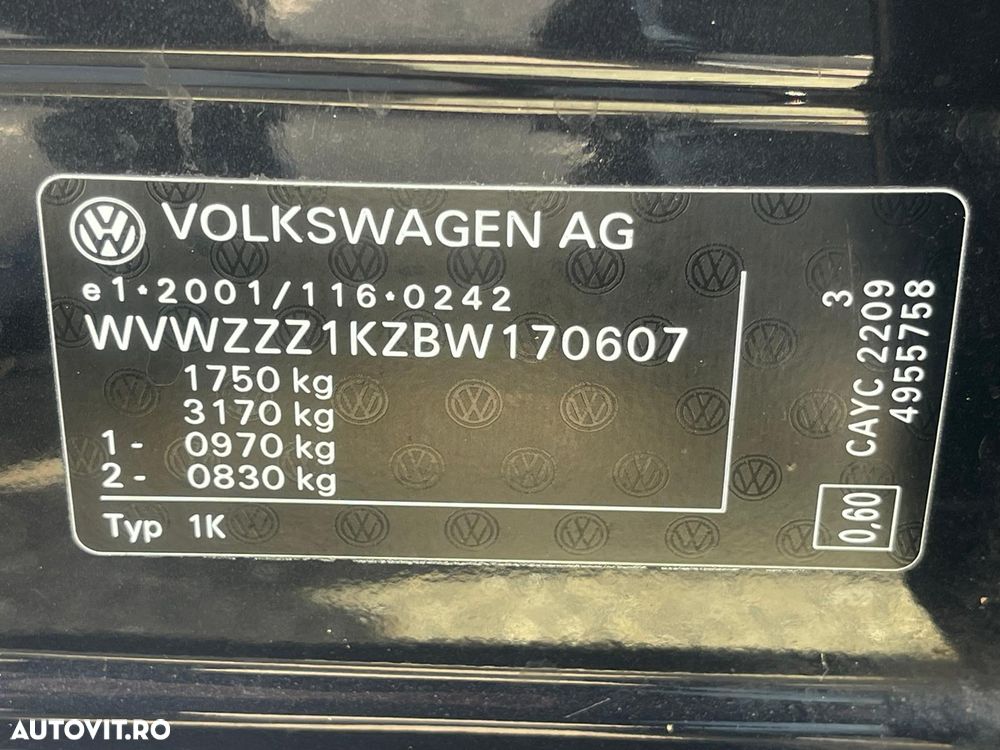 VOLKSWAGEN AG
e1*2001/116*0242
WVWZZZ1KZBW170607
1750 kg
3170 kg
1- 0970 kg
2- 0830 kg
Typ 1K
3
CAYC 2209
4955758
0,60
AUTOVIT.RO